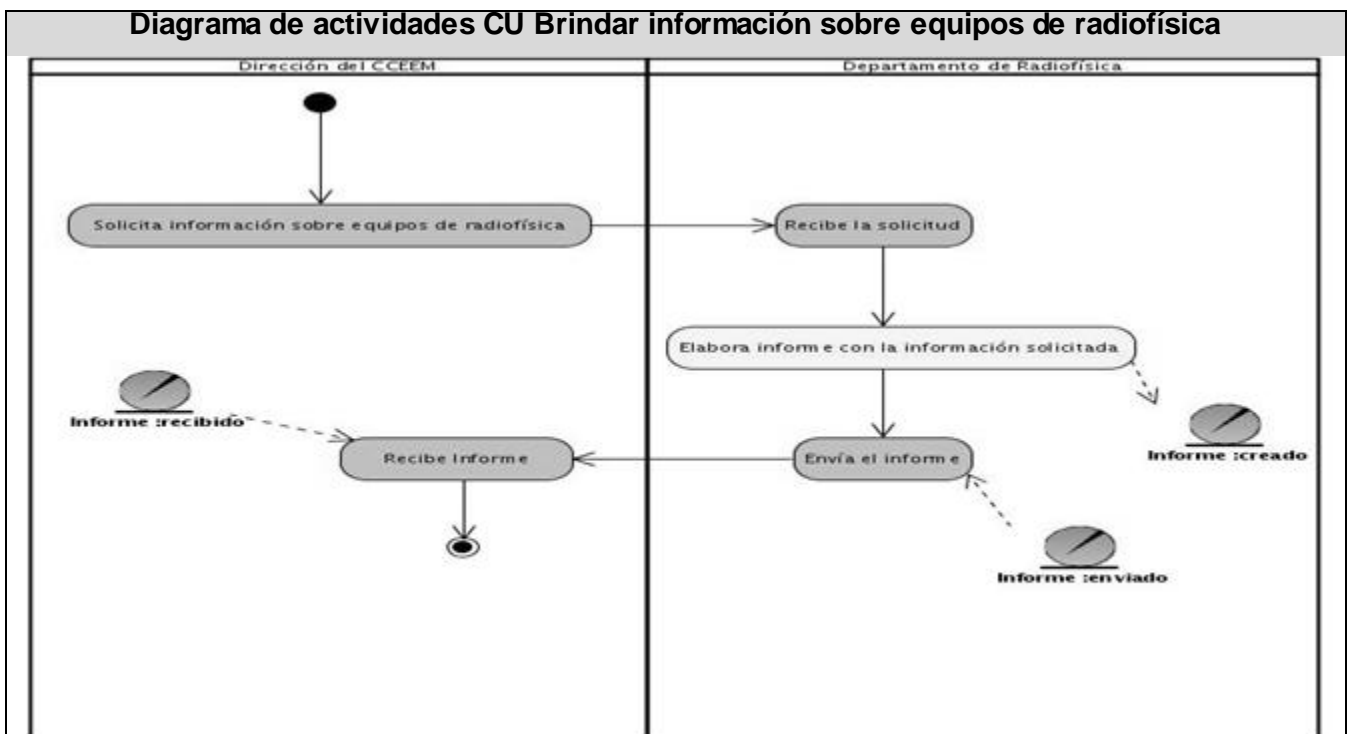 Diagrama de actividades CU Brindar información sobre equipos de radiofísica
Dirección del CCEEM
Departamento de Radiofísica
Solicita información sobre equipos de radiofísica
Recibe la solicitud
Elabora informe con la información solicitada
Informe :recibido
Recibe Informe
Envía el informe
Informe :creado
Informe :enviado